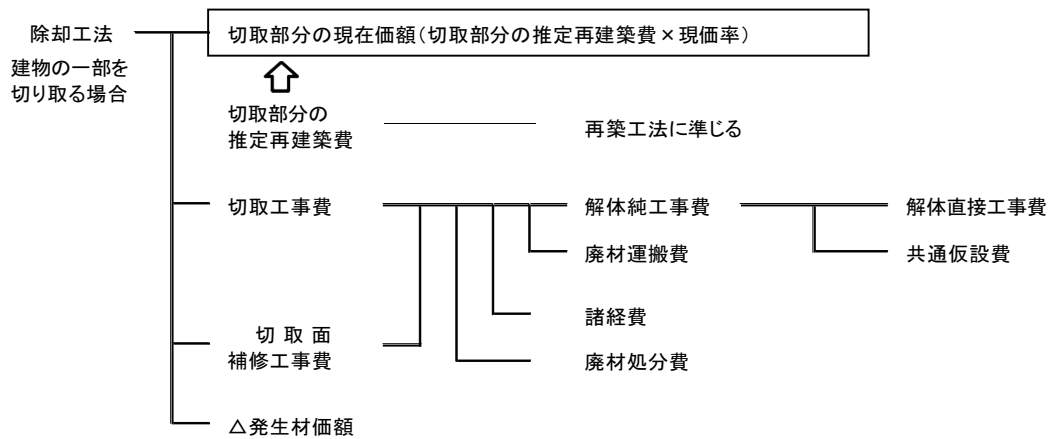 除却工法
切取部分の現在価額(切取部分の推定再建築費×現価率)
建物の一部を
切り取る場合
切取部分の
推定再建築費
再築工法に準じる
切取工事費
解体純工事費
解体直接工事費
廃材運搬費
共通仮設費
諸経費
切取面
補修工事費
廃材処分費
△発生材価額